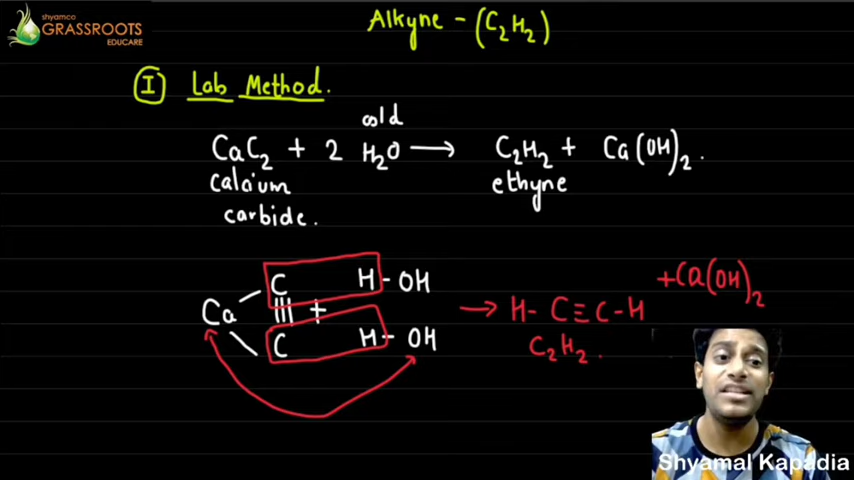 shyamco
GRASSROOTS
EDUCARE
Alkyne - (C₂H₂)
I Lab Method.
cold
CaC₂ + 2 H₂O → C₂H₂ + Ca(OH)₂.
calcium ethyne
carbide.
C H-OH
Ca ||| + → H-C≡C-H +Ca(OH)₂
C H-OH
C₂H₂.
Shyamal Kapadia